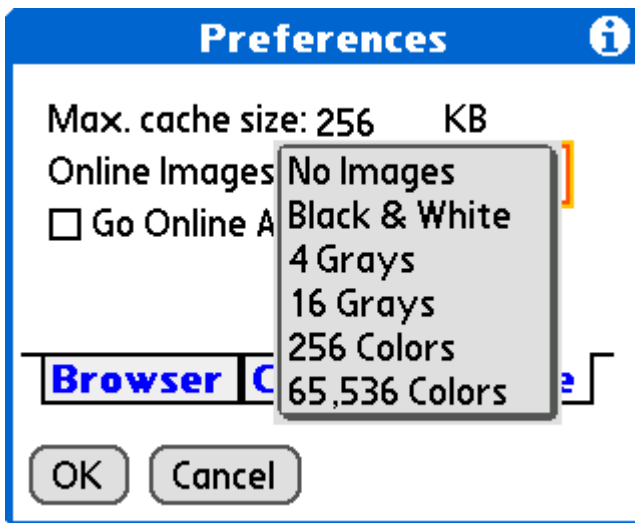 Preferences
Max. cache size: 256 KB
Online Images
No Images
Go Online A
Black & White
4 Grays
16 Grays
256 Colors
65,536 Colors
Browser C e
OK Cancel